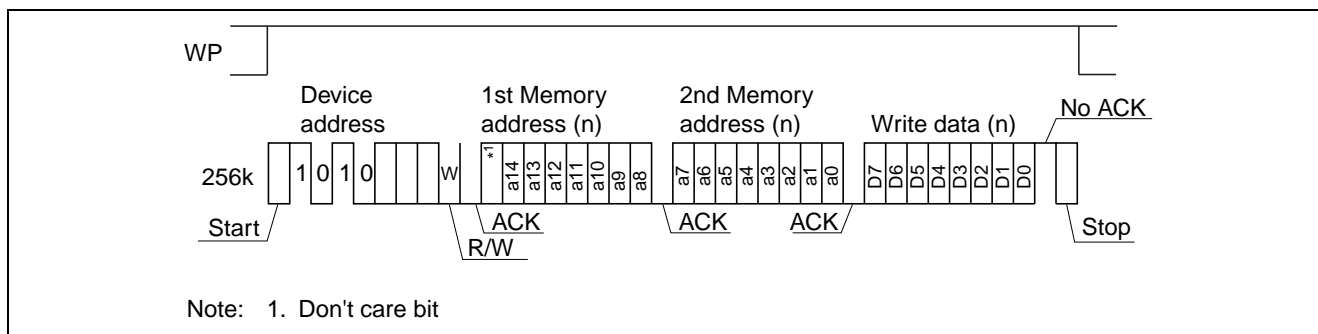 WP
Device
address
1st Memory
address (n)
2nd Memory
address (n)
Write data (n)
No ACK
256k
1 0 1 0
W
*1
a14
a13
a12
a11
a10
a9
a8
a7
a6
a5
a4
a3
a2
a1
a0
D7
D6
D5
D4
D3
D2
D1
D0
Start
R/W
ACK
ACK
ACK
Stop
Note: 1. Don't care bit